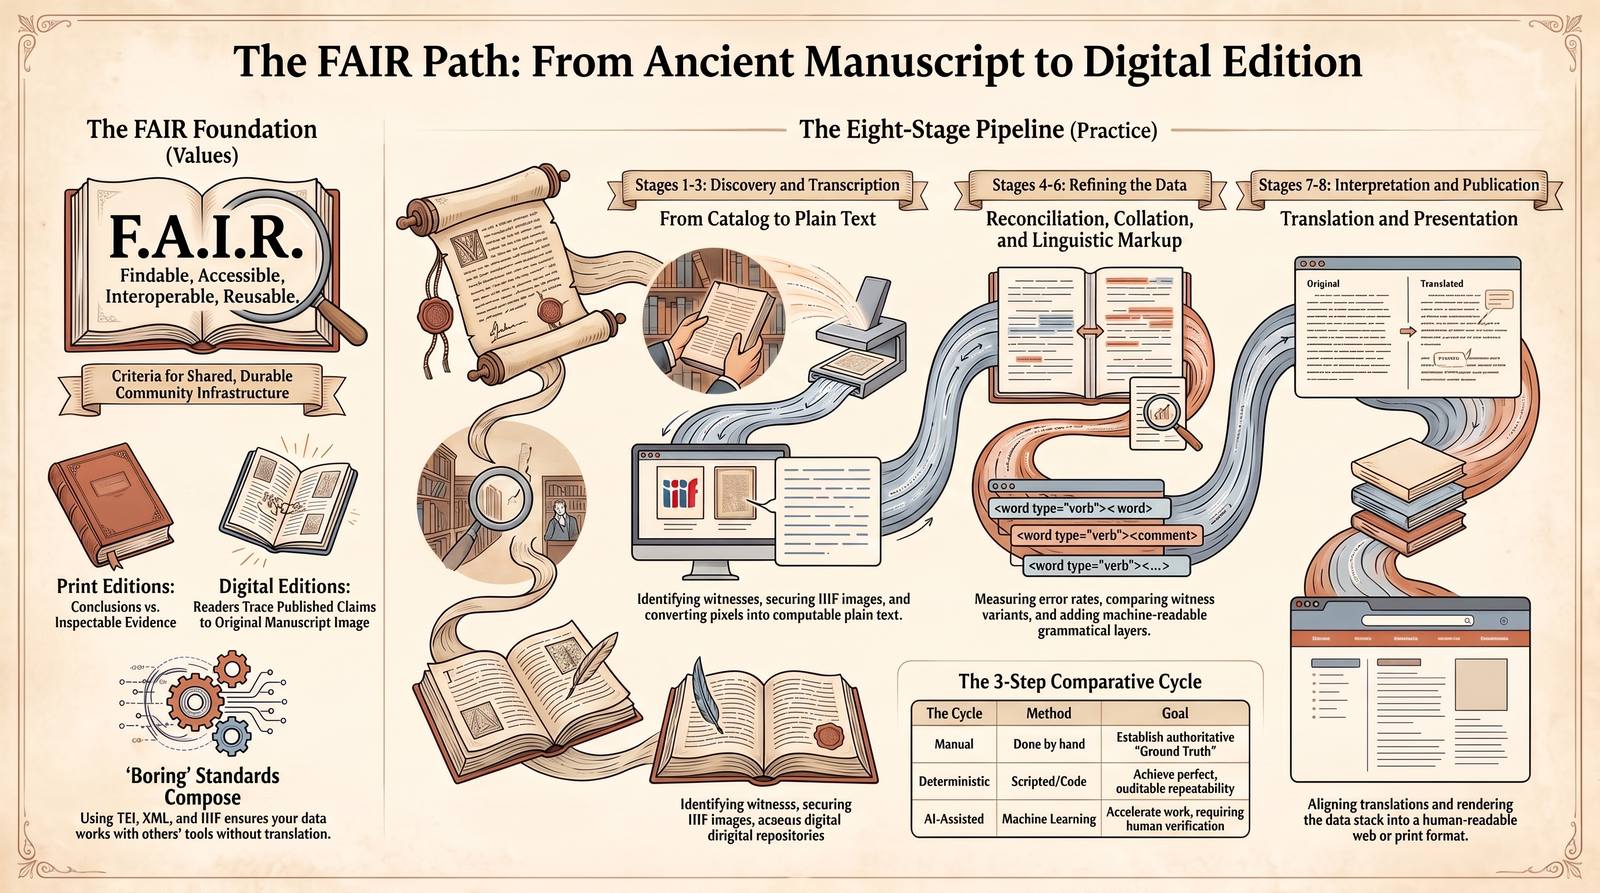 The FAIR Path: From Ancient Manuscript to Digital Edition
The FAIR Foundation
(Values)
F.A.I.R.
Findable, Accessible,
Interoperable, Reusable.
Criteria for Shared, Durable
Community Infrastructure
Print Editions:
Conclusions vs.
Inspectable Evidence
Digital Editions:
Readers Trace Published Claims
to Original Manuscript Image
‘Boring’ Standards
Compose
Using TEI, XML, and IIIF ensures your data
works with others’ tools without translation.
The Eight-Stage Pipeline (Practice)
Stages 1-3: Discovery and Transcription
From Catalog to Plain Text
iiif
Identifying witnesses, securing IIIF images, and
converting pixels into computable plain text.
Identifying witnesss, securing
IIIF images, acseʁs digital
dirigital repositories
Stages 4-6: Refining the Data
Reconciliation, Collation,
and Linguistic Markup
<word type="vorb">< word>
<word type="verb"><comment>
<word type="verb"><...>
Measuring error rates, comparing witness
variants, and adding machine-readable
grammatical layers.
The 3-Step Comparative Cycle
The Cycle Method Goal
Manual Done by hand Establish authoritative
“Ground Truth”
Deterministic Scripted/Code Achieve perfect,
ouditable repeatability
AI-Assisted Machine Learning Accelerate work, requiring
human verification
Stages 7-8: Interpretation and Publication
Translation and Presentation
Original Translated
Aligning translations and rendering
the data stack into a human-readable
web or print format.